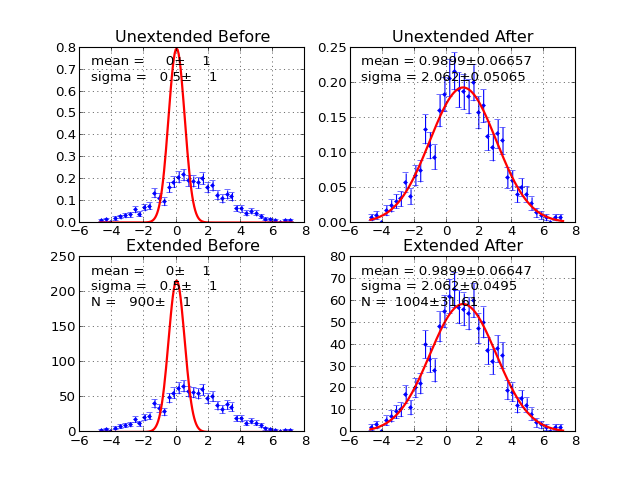 Unextended Before
mean = 0± 1
sigma = 0.5± 1
0.8
0.7
0.6
0.5
0.4
0.3
0.2
0.1
0.0
−6 −4 −2 0 2 4 6 8
Unextended After
mean = 0.9899±0.06657
sigma = 2.062±0.05065
0.25
0.20
0.15
0.10
0.05
0.00
−6 −4 −2 0 2 4 6 8
Extended Before
mean = 0± 1
sigma = 0.5± 1
N = 900± 1
250
200
150
100
50
0
−6 −4 −2 0 2 4 6 8
Extended After
mean = 0.9899±0.06647
sigma = 2.062±0.0495
N = 1004±
80
70
60
50
40
30
20
10
0
−6 −4 −2 0 2 4 6 8